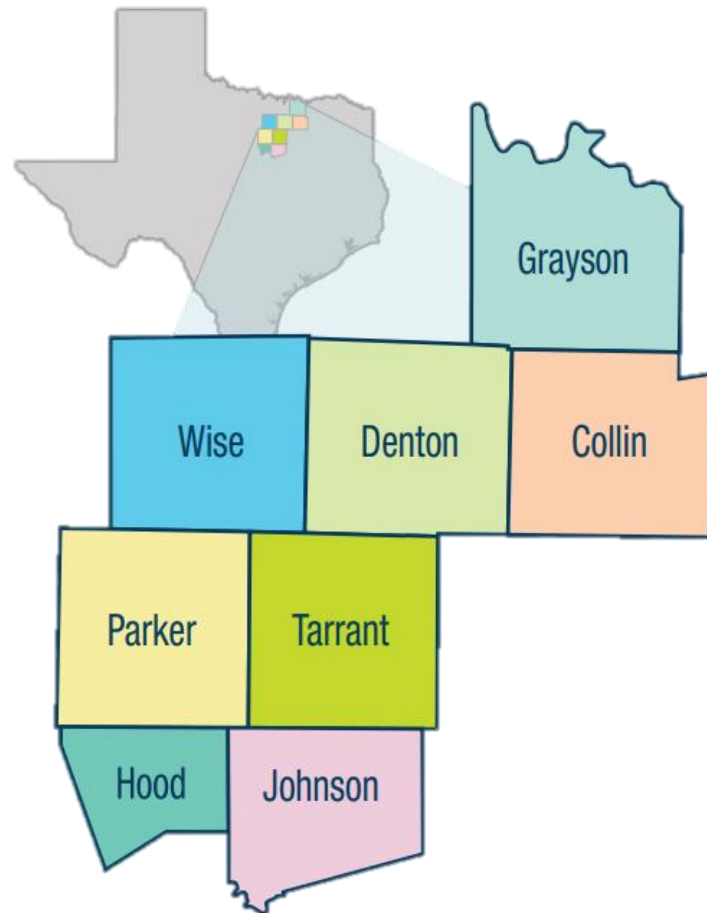 Grayson
Wise
Denton
Collin
Parker
Tarrant
Hood
Johnson